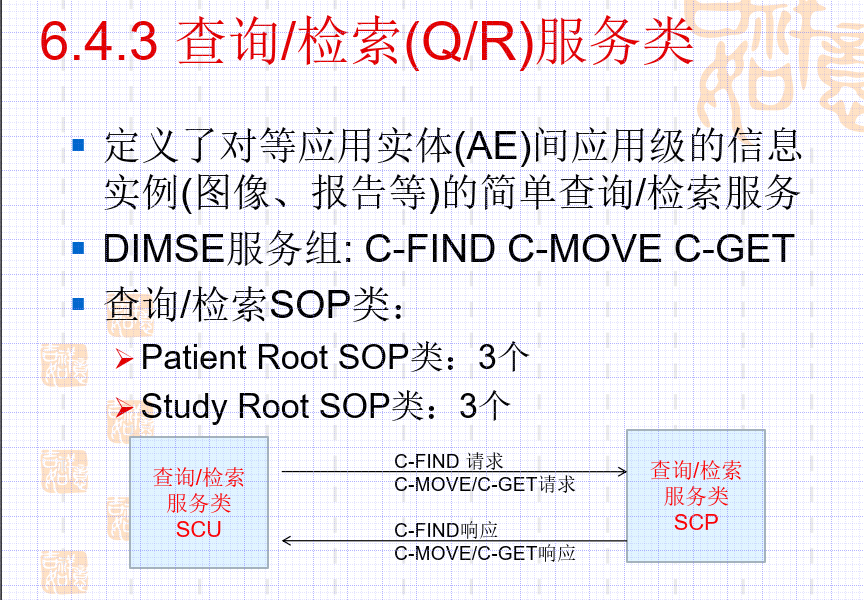 6.4.3 查询/检索(Q/R)服务类
定义了对等应用实体(AE)间应用级的信息
实例(图像、报告等)的简单查询/检索服务
DIMSE服务组: C-FIND C-MOVE C-GET
查询/检索SOP类：
Patient Root SOP类：3个
Study Root SOP类：3个
查询/检索
服务类
SCU
C-FIND 请求
C-MOVE/C-GET请求
C-FIND响应
C-MOVE/C-GET响应
查询/检索
服务类
SCP